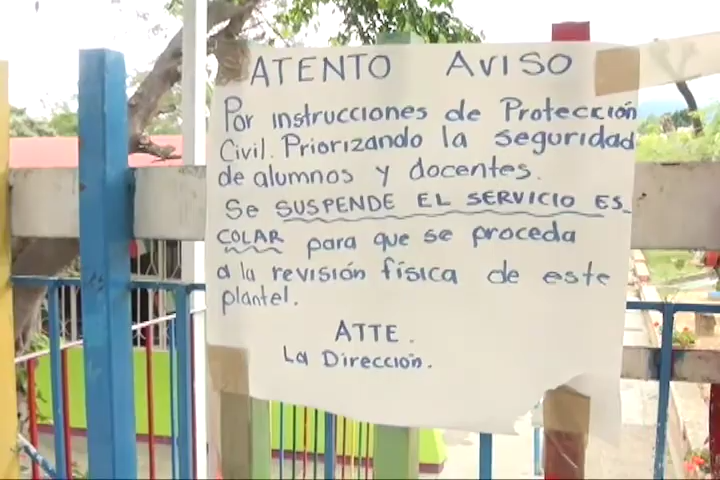 ATENTO AVISO
Por instrucciones de Protección
Civil. Priorizando la seguridad
de alumnos y docentes.
Se SUSPENDE EL SERVICIO ES_
COLAR para que se proceda
a la revisión física de este
plantel.
ATTE.
La Dirección.